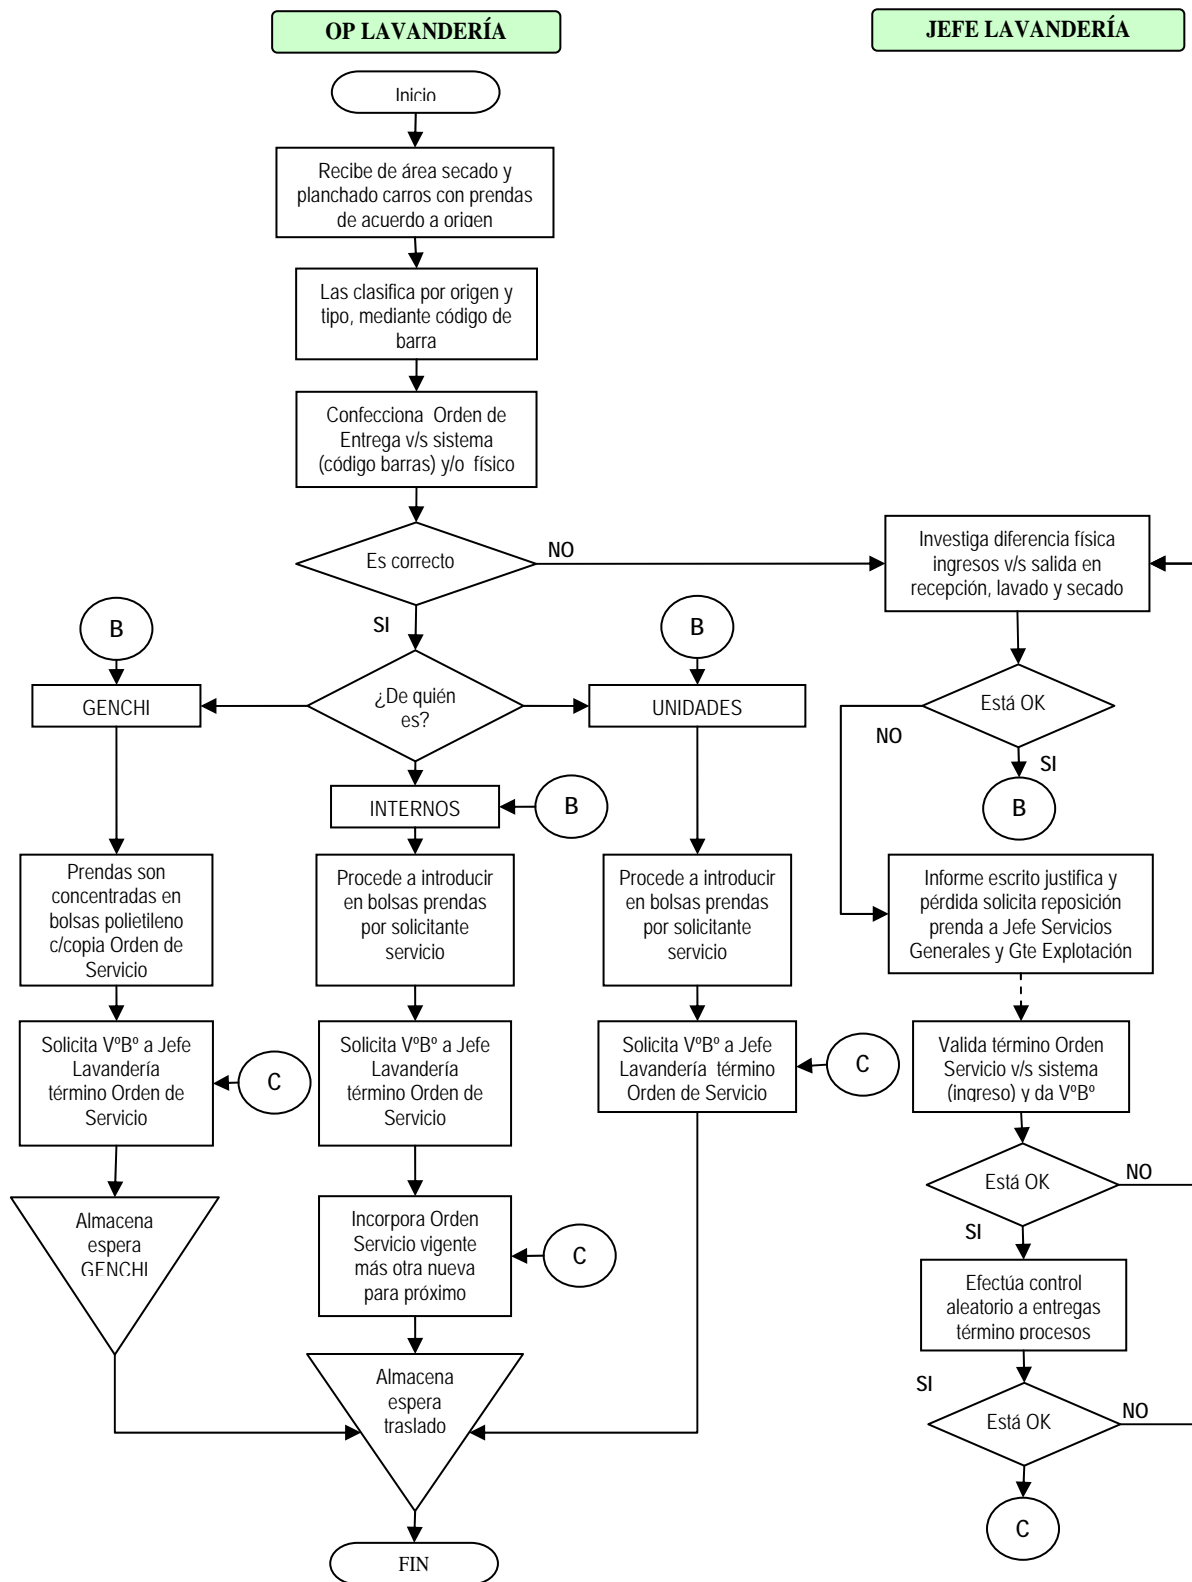 OP LAVANDERÍA
JEFE LAVANDERÍA
Inicio
Recibe de área secado y
planchado carros con prendas
de acuerdo a origen
Las clasifica por origen y
tipo, mediante código de
barra
Confecciona Orden de
Entrega v/s sistema
(código barras) y/o físico
Es correcto
NO
SI
Investiga diferencia física
ingresos v/s salida en
recepción, lavado y secado
B
B
GENCHI
¿De quién
es?
UNIDADES
Está OK
NO
SI
B
INTERNOS
B
Prendas son
concentradas en
bolsas polietileno
c/copia Orden de
Servicio
Procede a introducir
en bolsas prendas
por solicitante
servicio
Procede a introducir
en bolsas prendas
por solicitante
servicio
Informe escrito justifica y
pérdida solicita reposición
prenda a Jefe Servicios
Generales y Gte Explotación
Solicita VºBº a Jefe
Lavandería
término Orden de
Servicio
C
Solicita VºBº a Jefe
Lavandería
término Orden de
Servicio
Solicita VºBº a Jefe
Lavandería término
Orden de Servicio
C
Valida término Orden
Servicio v/s sistema
(ingreso) y da VºBº
Está OK
NO
SI
Almacena
espera
GENCHI
Incorpora Orden
Servicio vigente
más otra nueva
para próximo
C
Efectúa control
aleatorio a entregas
término procesos
Almacena
espera
traslado
SI
Está OK
NO
C
FIN